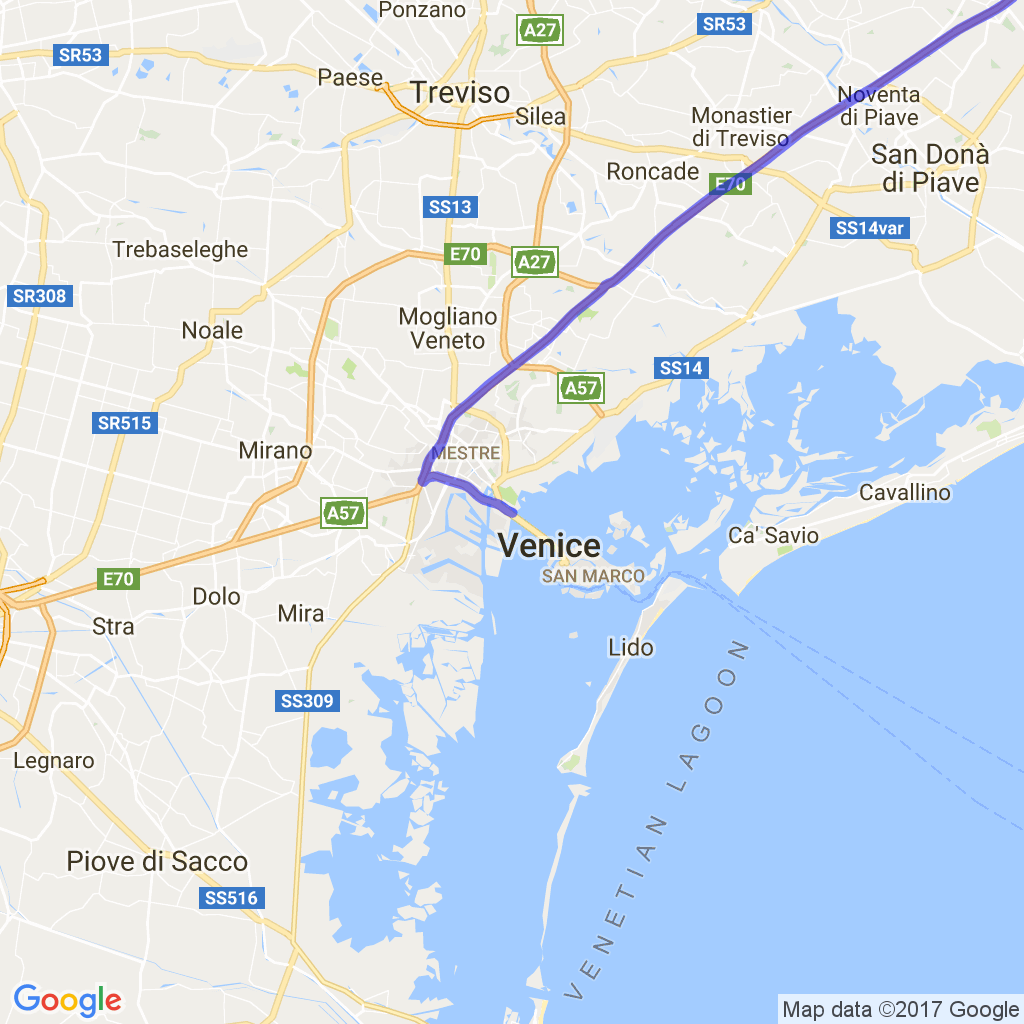 Ponzano
A27
SR53
SR53
Paese
Treviso
Silea
Noventa
di Piave
Monastier
di Treviso
San Donà
di Piave
Roncade
E70
SS13
SS14var
Trebaseleghe
E70
A27
SR308
Mogliano
Veneto
Noale
SS14
A57
SR515
Mirano
MESTRE
Cavallino
A57
Ca' Savio
Venice
SAN MARCO
E70
Dolo
Mira
Stra
Lido
SS309
Legnaro
VENETIAN LAGOON
Piove di Sacco
SS516
Google
Map data ©2017 Google